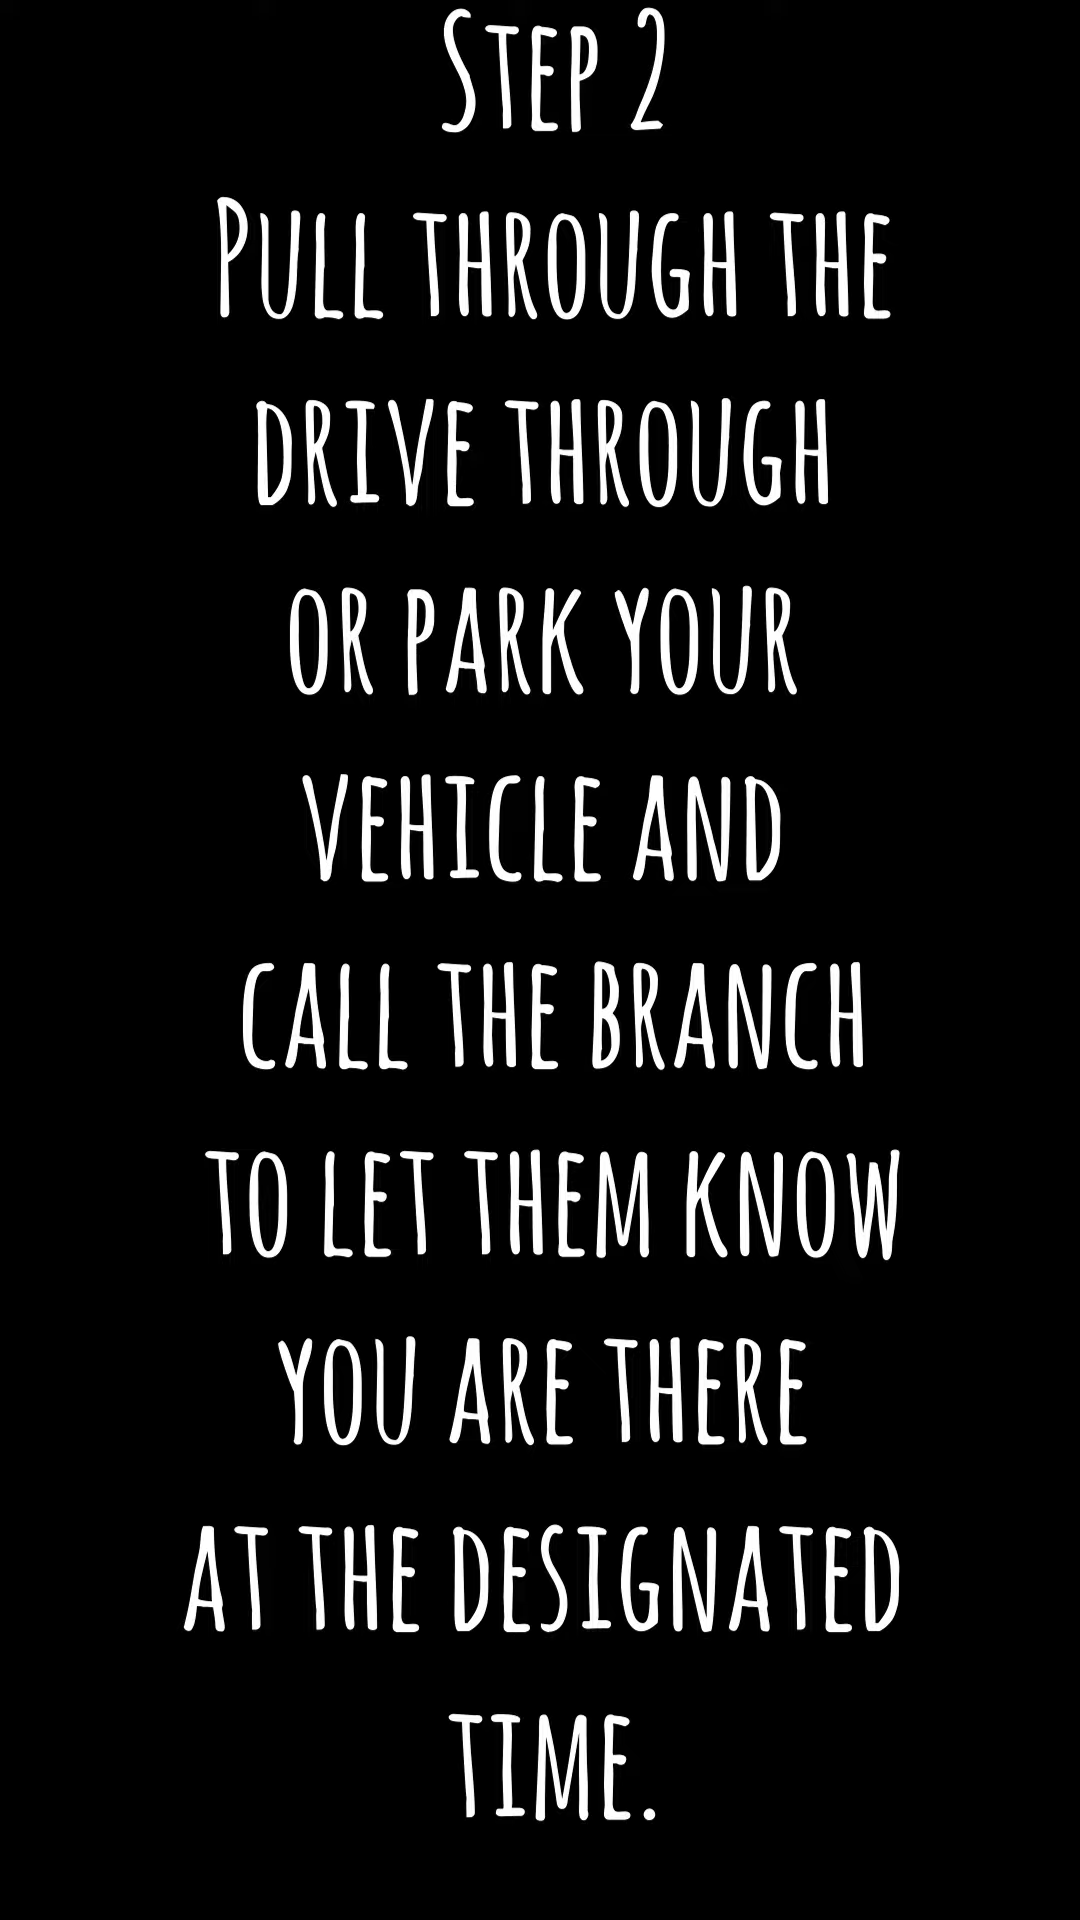 Step 2
Pull through the
drive through
or park your
vehicle and
call the branch
to let them know
you are there
at the designated
time.